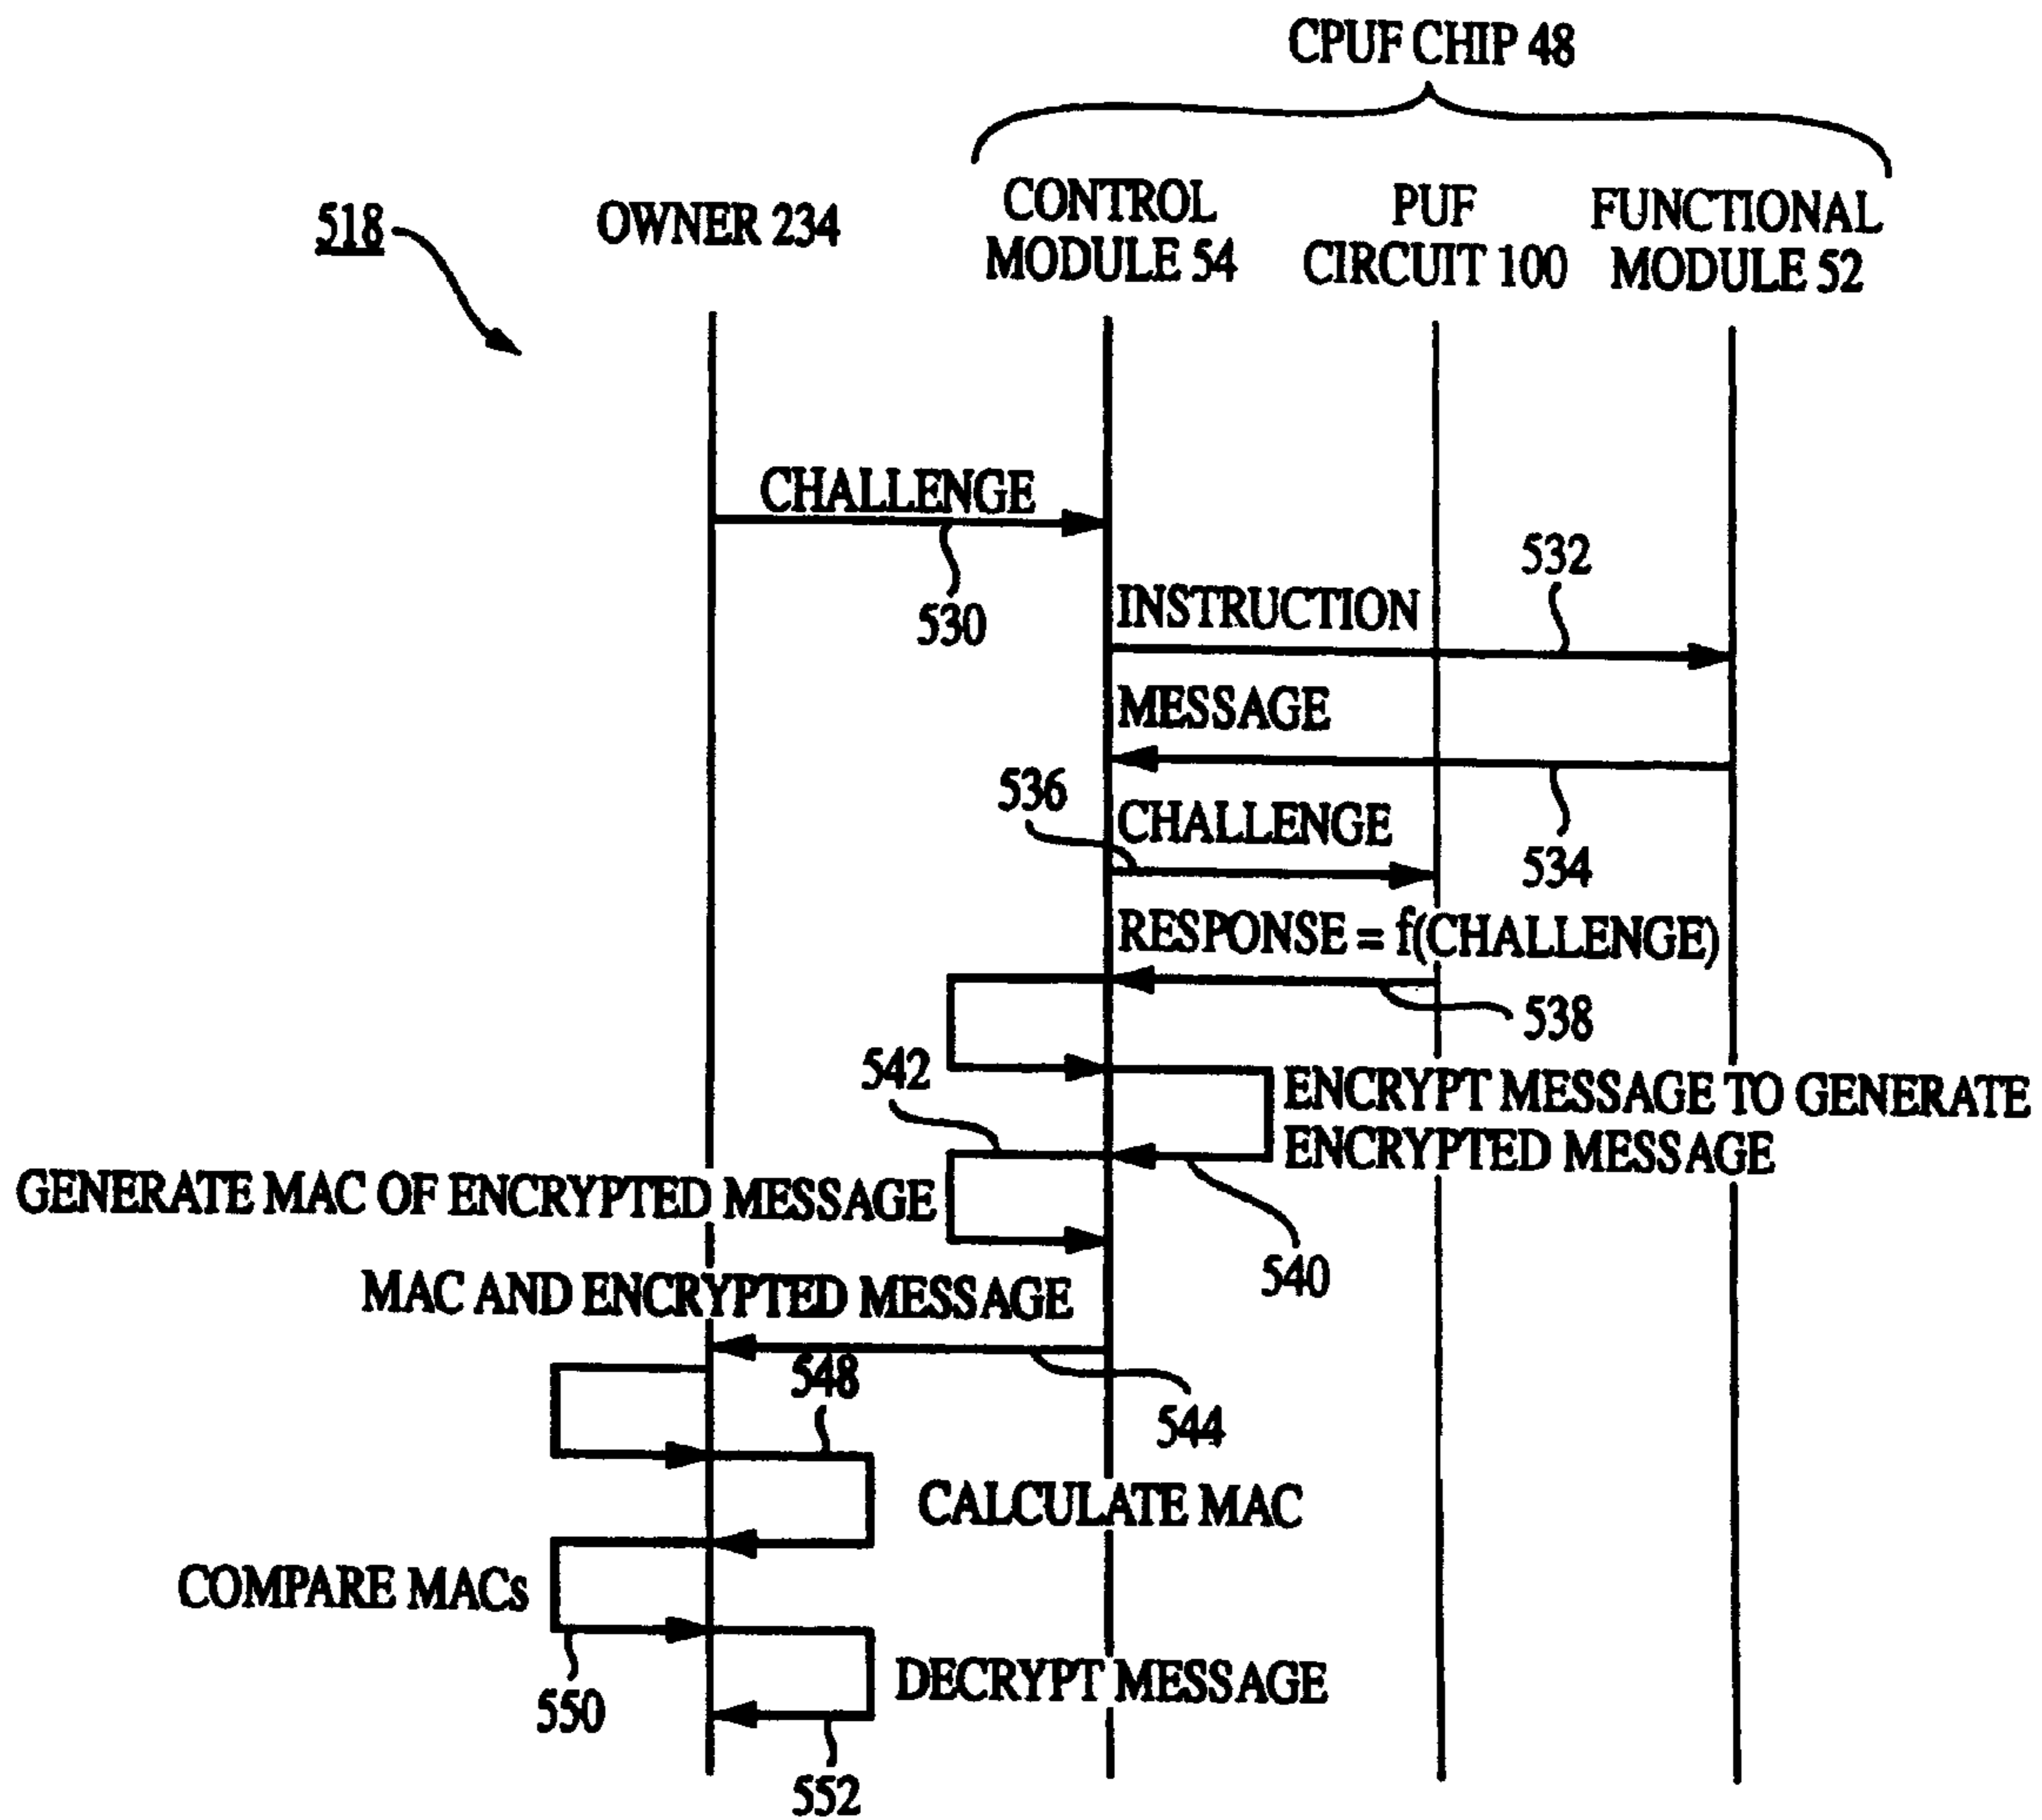 CPUF CHIP 48
518
OWNER 234
CONTROL
MODULE 54
PUF
CIRCUIT 100
FUNCTIONAL
MODULE 52
CHALLENGE
530
532
INSTRUCTION
MESSAGE
534
536
CHALLENGE
RESPONSE = f(CHALLENGE)
538
542
ENCRYPT MESSAGE TO GENERATE
ENCRYPTED MESSAGE
GENERATE MAC OF ENCRYPTED MESSAGE
540
MAC AND ENCRYPTED MESSAGE
548
544
CALCULATE MAC
COMPARE MACs
550
DECRYPT MESSAGE
552